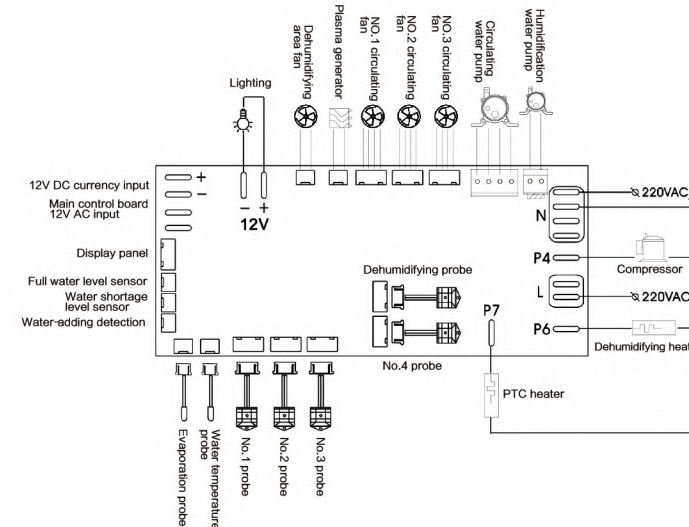 Dehumidifying
area fan
Plasma generator
NO.1 circulating
fan
NO.2 circulating
fan
NO.3 circulating
fan
Circulating
water pump
Humidification
water pump
Lighting
12V DC currency input
+
−
Main control board
12V AC input
− +
12V
N
220VAC
P4
Compressor
Display panel
Full water level sensor
Water shortage
level sensor
Water-adding detection
Dehumidifying probe
L
220VAC
P7
P6
Dehumidifying heat
No.4 probe
PTC heater
Evaporation probe
Water temperature
probe
No.1 probe
No.2 probe
No.3 probe